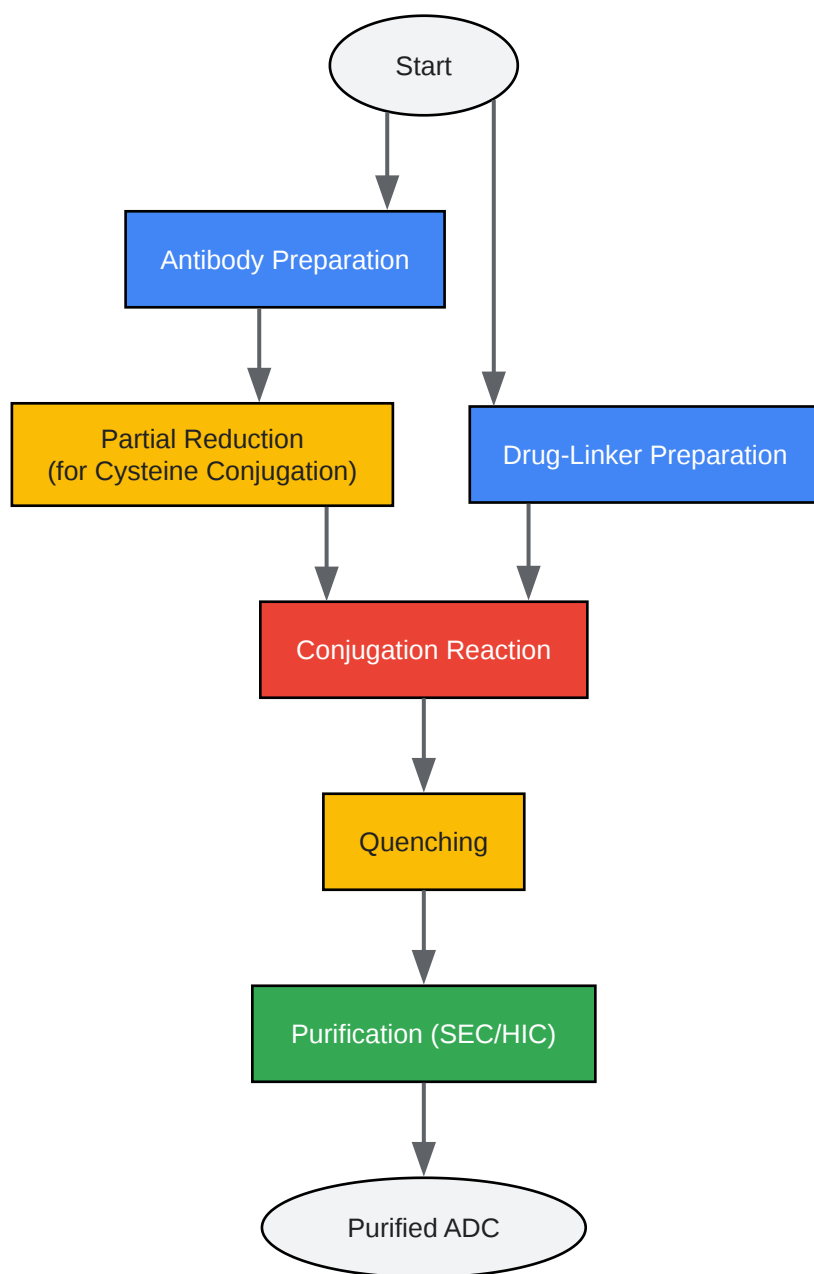 Start
Antibody Preparation
Partial Reduction
(for Cysteine Conjugation)
Drug-Linker Preparation
Conjugation Reaction
Quenching
Purification (SEC/HIC)
Purified ADC